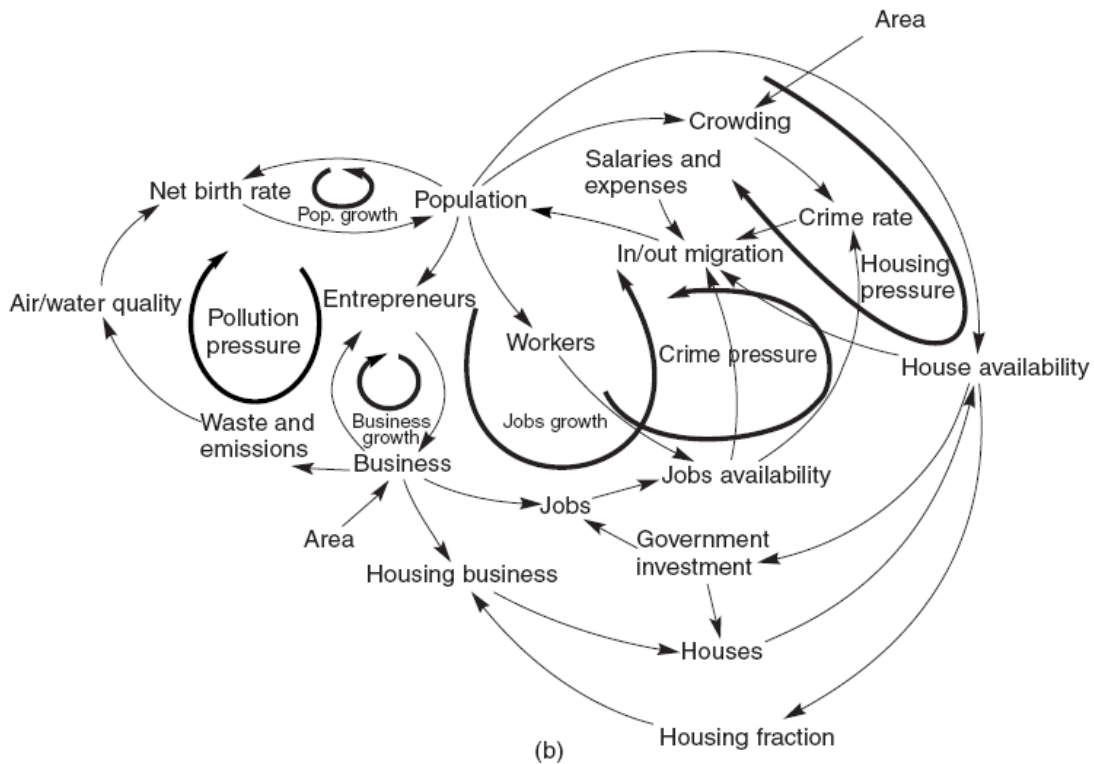 Area
Crowding
Salaries and
expenses
Net birth rate
Pop. growth
Population
Crime rate
In/out migration
Housing
pressure
Air/water quality
Pollution
pressure
Entrepreneurs
Workers
Crime pressure
House availability
Waste and
emissions
Business
growth
Jobs growth
Business
Jobs availability
Jobs
Area
Government
investment
Housing business
Houses
Housing fraction
(b)